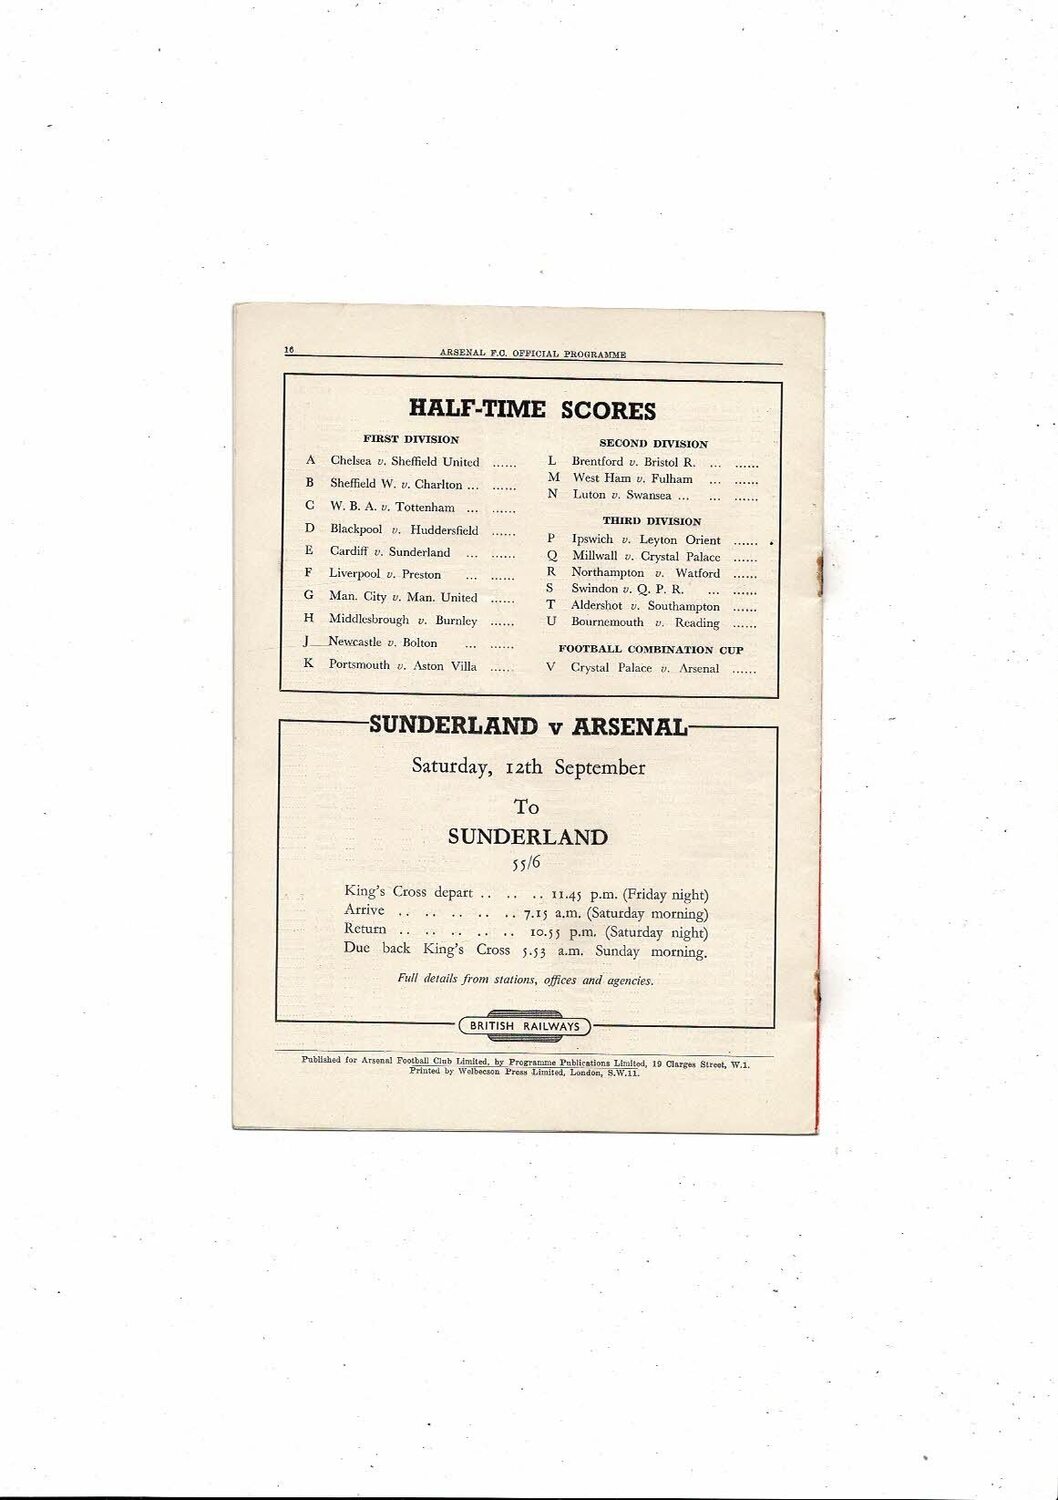 16
ARSENAL F.C. OFFICIAL PROGRAMME
HALF-TIME SCORES
FIRST DIVISION
A Chelsea v. Sheffield United ......
B Sheffield W. v. Charlton ... ......
C W. B. A. v. Tottenham ... ......
D Blackpool v. Huddersfield ......
E Cardiff v. Sunderland ... ......
F Liverpool v. Preston ... ......
G Man. City v. Man. United ......
H Middlesbrough v. Burnley ......
J Newcastle v. Bolton ... ......
K Portsmouth v. Aston Villa ......
SECOND DIVISION
L Brentford v. Bristol R. ... ......
M West Ham v. Fulham ... ......
N Luton v. Swansea ... ... ......
THIRD DIVISION
P Ipswich v. Leyton Orient ......
Q Millwall v. Crystal Palace ......
R Northampton v. Watford ......
S Swindon v. Q. P. R. ... ......
T Aldershot v. Southampton ......
U Bournemouth v. Reading ......
FOOTBALL COMBINATION CUP
V Crystal Palace v. Arsenal ......
SUNDERLAND v ARSENAL
Saturday, 12th September
To
SUNDERLAND
55/6
King's Cross depart .. .. .. 11.45 p.m. (Friday night)
Arrive .. .. .. .. .. 7.15 a.m. (Saturday morning)
Return .. .. .. .. .. 10.55 p.m. (Saturday night)
Due back King's Cross 5.53 a.m. Sunday morning.
Full details from stations, offices and agencies.
BRITISH RAILWAYS
Published for Arsenal Football Club Limited, by Programme Publications Limited, 19 Clarges Street, W.1.
Printed by Welbecson Press Limited, London, S.W.11.